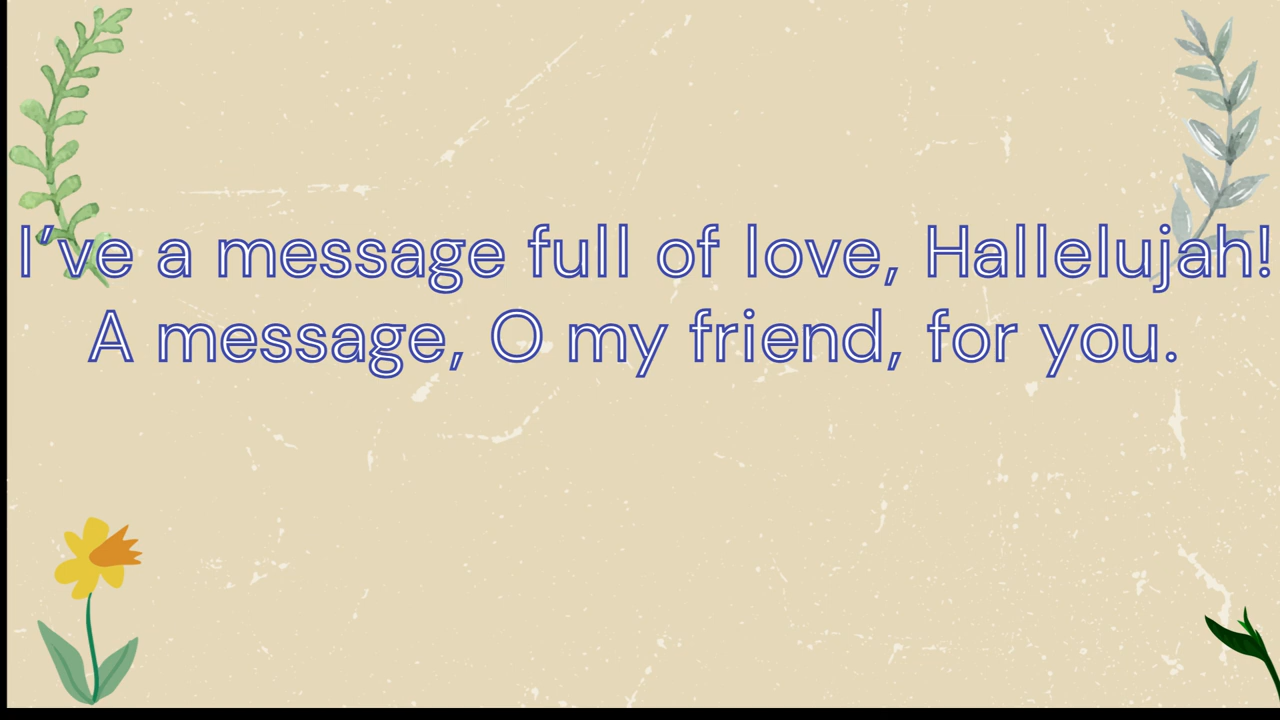 I've a message full of love, Hallelujah!
A message, O my friend, for you.